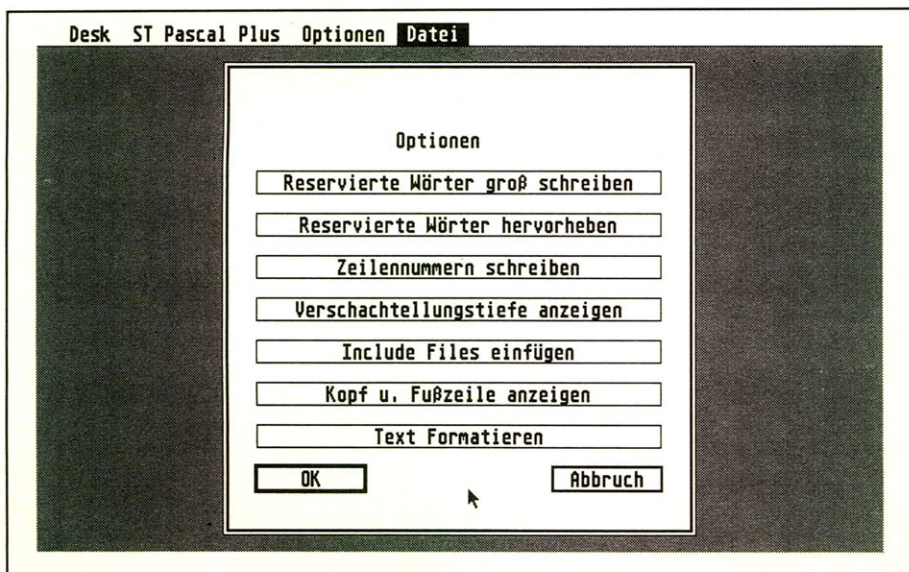 Desk ST Pascal Plus Optionen Datei
Optionen
Reservierte Wörter groß schreiben
Reservierte Wörter hervorheben
Zeilennummern schreiben
Verschachtellungstiefe anzeigen
Include Files einfügen
Kopf u. Fußzeile anzeigen
Text Formatieren
OK Abbruch